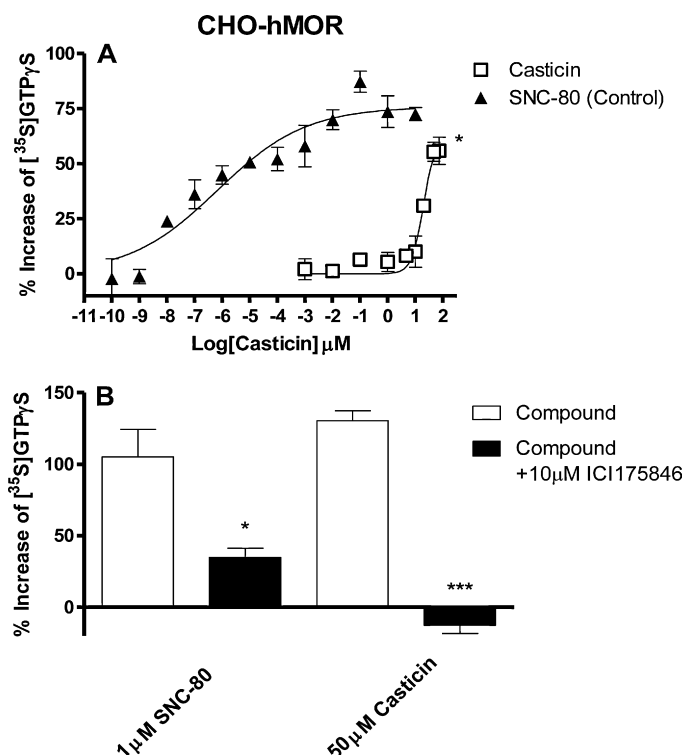 CHO-hMOR
A
100
75
50
25
0
% Increase of [³⁵S]GTPγS
-11 -10 -9 -8 -7 -6 -5 -4 -3 -2 -1 0 1 2
Log[Casticin] μM
Casticin
SNC-80 (Control)
*
B
150
100
50
0
% Increase of [³⁵S]GTPγS
*
***
Compound
Compound
+10μM ICI175846
1μM SNC-80
50μM Casticin